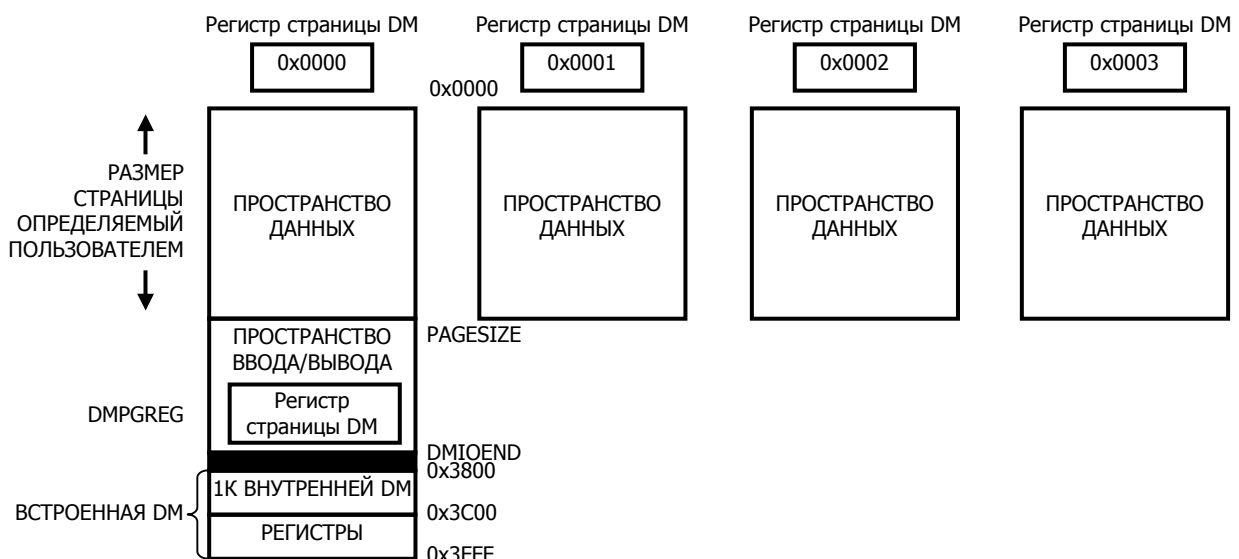 Регистр страницы DM
Регистр страницы DM
Регистр страницы DM
Регистр страницы DM
0x0000
0x0001
0x0002
0x0003
0x0000
РАЗМЕР
СТРАНИЦЫ
ОПРЕДЕЛЯЕМЫЙ
ПОЛЬЗОВАТЕЛЕМ
ПРОСТРАНСТВО
ДАННЫХ
ПРОСТРАНСТВО
ДАННЫХ
ПРОСТРАНСТВО
ДАННЫХ
ПРОСТРАНСТВО
ДАННЫХ
ПРОСТРАНСТВО
ВВОДА/ВЫВОДА
PAGESIZE
DMPGREG
Регистр
страницы DM
DMIOEND
0x3800
1К ВНУТРЕННЕЙ DM
ВСТРОЕННАЯ DM
0x3C00
РЕГИСТРЫ
0x3FFF